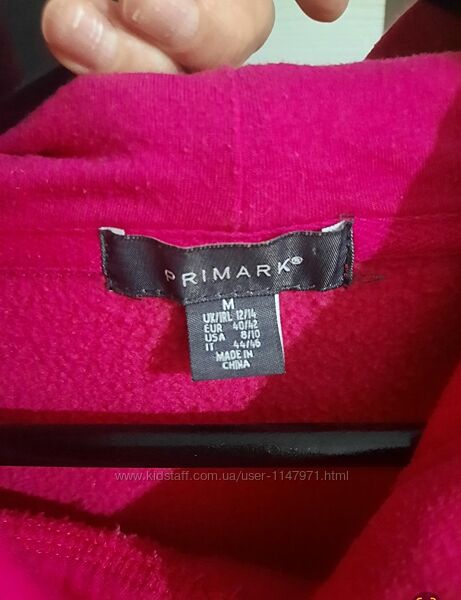 PRIMARK®
M
UK/IRL 12/14
EUR 40/42
USA 8/10
IT 44/46
MADE IN
CHINA
www.kidstaff.com.ua/user-1147971.html